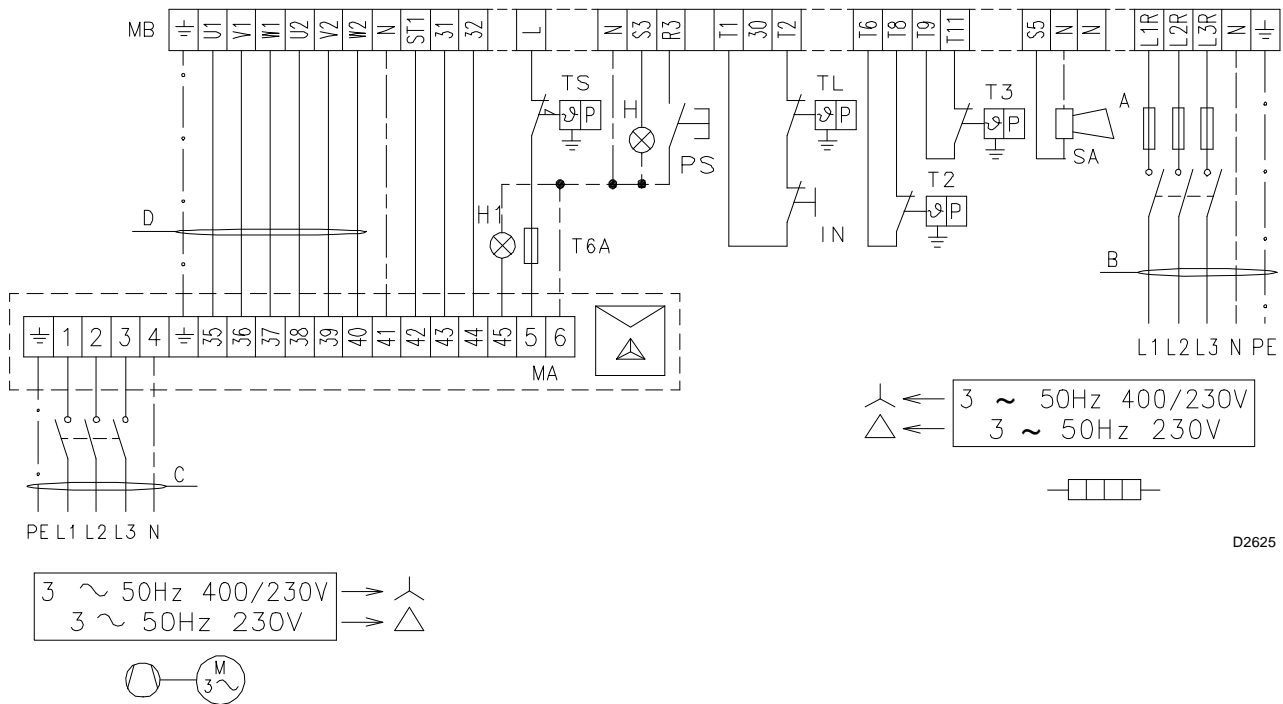 MB U1 V1 W1 U2 V2 W2 N ST1 31 32 L N S3 R3 T1 30 T2 T6 T8 T9 T11 S5 N N L1R L2R L3R N
TS H TL T3 A
ϑ P ϑ P ϑ P
PS SA
T2
ϑ P
D H1 T6A IN B
1 2 3 4 35 36 37 38 39 40 41 42 43 44 45 5 6
MA
L1 L2 L3 N PE
3 ~ 50Hz 400/230V
3 ~ 50Hz 230V
C
PE L1 L2 L3 N
D2625
3 ~ 50Hz 400/230V
3 ~ 50Hz 230V
M
3 ~